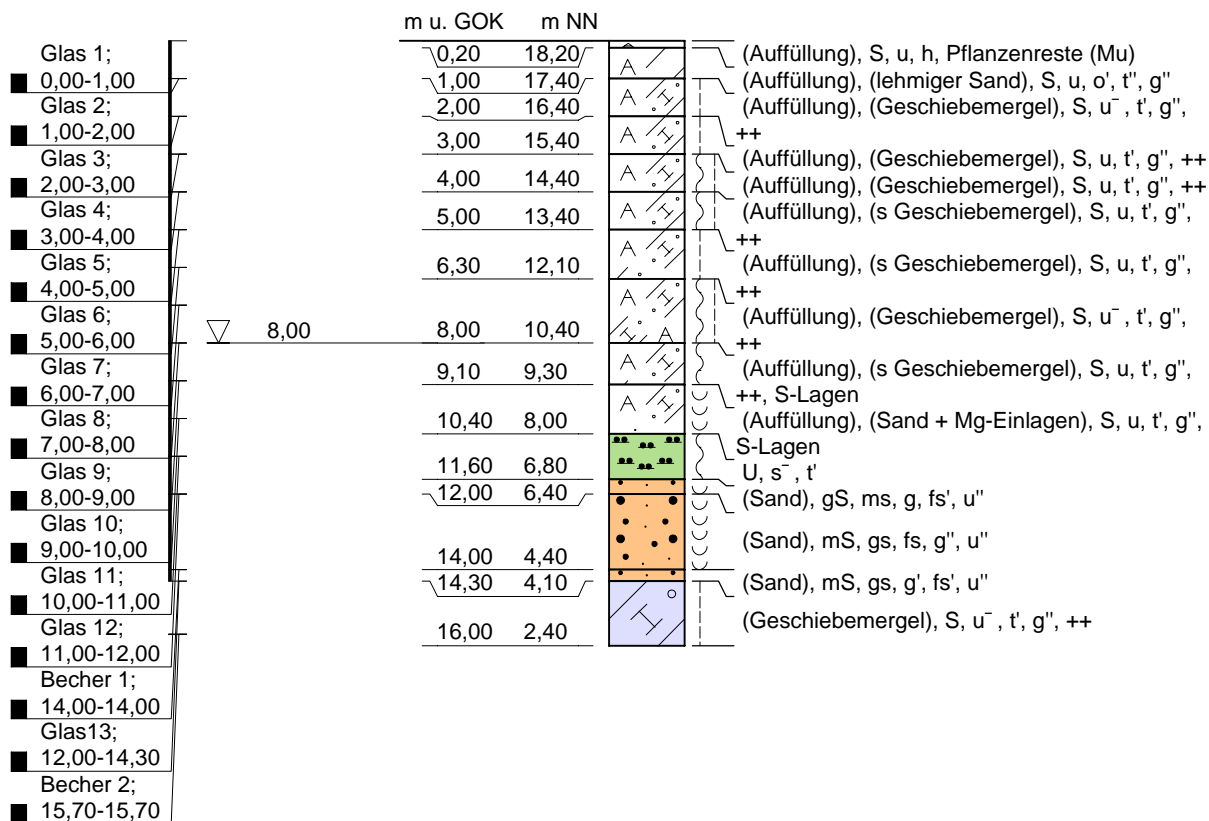 m u. GOK m NN
Glas 1;
0,00-1,00
Glas 2;
1,00-2,00
Glas 3;
2,00-3,00
Glas 4;
3,00-4,00
Glas 5;
4,00-5,00
Glas 6;
5,00-6,00
Glas 7;
6,00-7,00
Glas 8;
7,00-8,00
Glas 9;
8,00-9,00
Glas 10;
9,00-10,00
Glas 11;
10,00-11,00
Glas 12;
11,00-12,00
Becher 1;
14,00-14,00
Glas13;
12,00-14,30
Becher 2;
15,70-15,70
8,00
0,20 18,20
1,00 17,40
2,00 16,40
3,00 15,40
4,00 14,40
5,00 13,40
6,30 12,10
8,00 10,40
9,10 9,30
10,40 8,00
11,60 6,80
12,00 6,40
14,00 4,40
14,30 4,10
16,00 2,40
A
A
A
A
A
A
A
A
A
A
(Auffüllung), S, u, h, Pflanzenreste (Mu)
(Auffüllung), (lehmiger Sand), S, u, o', t'', g''
(Auffüllung), (Geschiebemergel), S, u¯, t', g'',
++
(Auffüllung), (Geschiebemergel), S, u, t', g'', ++
(Auffüllung), (Geschiebemergel), S, u, t', g'', ++
(Auffüllung), (s Geschiebemergel), S, u, t', g'',
++
(Auffüllung), (s Geschiebemergel), S, u, t', g'',
++
(Auffüllung), (Geschiebemergel), S, u¯, t', g'',
++
(Auffüllung), (s Geschiebemergel), S, u, t', g'',
++, S-Lagen
(Auffüllung), (Sand + Mg-Einlagen), S, u, t', g'',
S-Lagen
U, s¯, t'
(Sand), gS, ms, g, fs', u''
(Sand), mS, gs, fs, g'', u''
(Sand), mS, gs, g', fs', u''
(Geschiebemergel), S, u¯, t', g'', ++